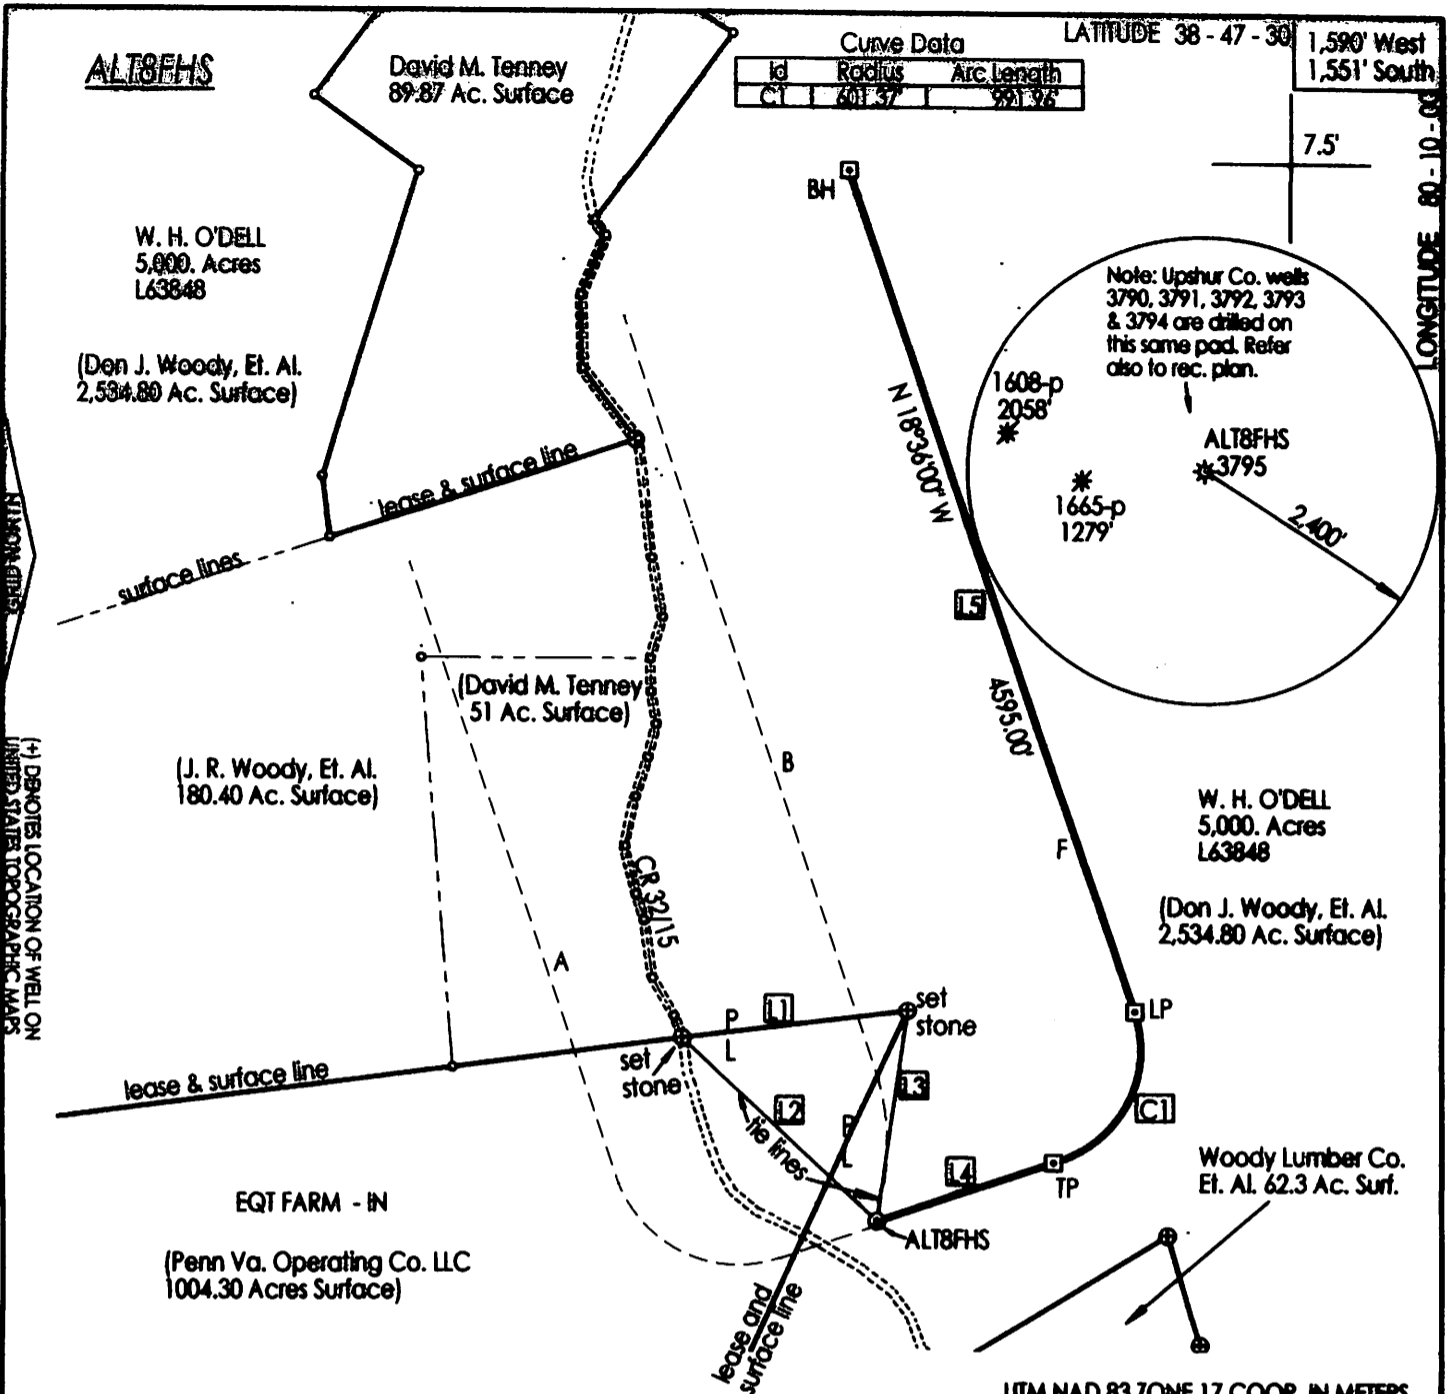 ALT8FHS
David M. Tenney
89.87 Ac. Surface
Curve Data
Id Radius Arc Length
C1 601.37' 991.96
LATITUDE 38 - 47 - 30
1,590' West
1,551' South
LONGITUDE 80 - 10 - 00
7.5'
BH
W. H. O'DELL
5,000. Acres
L63848
(Don J. Woody, Et. Al.
2,534.80 Ac. Surface)
Note: Upshur Co. wells
3790, 3791, 3792, 3793
& 3794 are drilled on
this same pad. Refer
also to rec. plan.
1608-p
2058'
ALT8FHS
3795
1665-p
1279'
2,400'
N 18°36'00" W
lease & surface line
surface lines
L5
4595.00'
(David M. Tenney
51 Ac. Surface)
(J. R. Woody, Et. Al.
180.40 Ac. Surface)
B
A
F
CR 32/15
W. H. O'DELL
5,000. Acres
L63848
(Don J. Woody, Et. Al.
2,534.80 Ac. Surface)
(+) DENOTES LOCATION OF WELL ON
UNITED STATES TOPOGRAPHIC MAPS
LP
L1
P
L
set
stone
set
stone
lease & surface line
L2
L3
tie lines
L
C1
L4
TP
ALT8FHS
Woody Lumber Co.
Et. Al. 62.3 Ac. Surf.
EQT FARM - IN
(Penn Va. Operating Co. LLC
1004.30 Acres Surface)
lease and
surface line
UTM NAD 83 ZONE 17 COOR. IN METERS